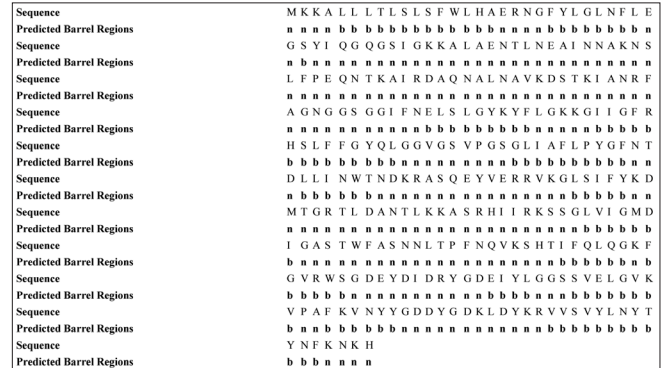 Sequence M K K A L L L T L S L S F W L H A E R N G F Y L G L N F L E
Predicted Barrel Regions n n n n b b b b b b b b b n n n n n n b b b b b b b b b b n
Sequence G S Y I Q G Q G S I G K K A L A E N T L N E A I N N A K N S
Predicted Barrel Regions n b n n n n n n n n n n n n n n n n n n n n n n n n n n n n
Sequence L F P E Q N T K A I R D A Q N A L N A V K D S T K I A N R F
Predicted Barrel Regions n n n n n n n n n n n n n n n n n n n n n n n n n n n n n n
Sequence A G N G G S G G I F N E L S L G Y K Y F L G K K G I I G F R
Predicted Barrel Regions n n n n n n n n n n n b b b b b b b b b b n n n n b b b b b
Sequence H S L F F G Y Q L G G V G S V P G S G L I A F L P Y G F N T
Predicted Barrel Regions b b b b b b b b b b n n n n n n n n b b b b b b b b b b n n
Sequence D L L I N W T N D K R A S Q E Y V E R R V K G L S I F Y K D
Predicted Barrel Regions n b b b b b b n n n n n n n n n n n n n n n n b b b b b n n
Sequence M T G R T L D A N T L K K A S R H I I R K S S G L V I G M D
Predicted Barrel Regions n n n n n n n n n n n n n n n n n n n n n n n n b b b b b b
Sequence I G A S T W F A S N N L T P F N Q V K S H T I F Q L Q G K F
Predicted Barrel Regions b n n n n n n n n n n n n n n n n n n n n n b b b b b b n b
Sequence G V R W S G D E Y D I D R Y G D E I Y L G G S S V E L G V K
Predicted Barrel Regions b b b b b n n n n n n n n n n n n b b b b n n n b b b b b b
Sequence V P A F K V N Y Y G D D Y G D K L D Y K R V V S V Y L N Y T
Predicted Barrel Regions b n n b b b b b b b n n n n n n n n n n b b b b b b b b b b
Sequence Y N F K N K H
Predicted Barrel Regions b b b n n n n